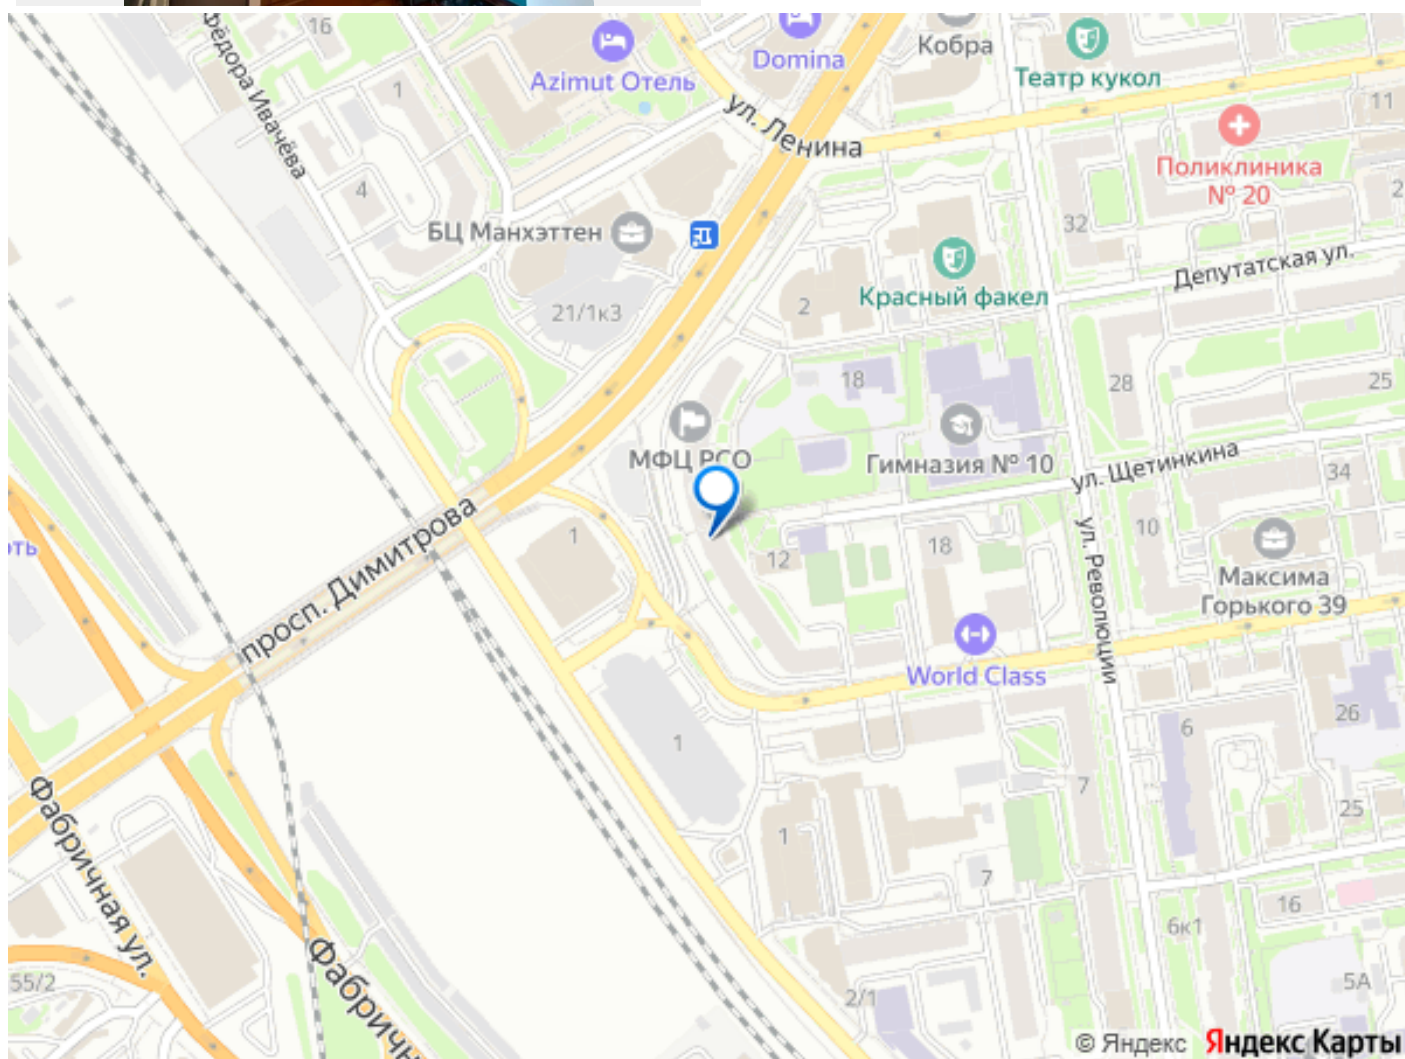 Фёдора Ивачёва
16
Azimut Отель
Domina
Кобра
Театр кукол
1
ул. Ленина
11
Поликлиника
№ 20
2
4
БЦ Манхэттен
32
Депутатская ул.
21/1к3
2
Красный факел
18
28
25
МФЦ РСО
Гимназия № 10
ул. Щетинкина
34
просп. Димитрова
1
12
18
10
ул. Революции
Максима
Горького 39
World Class
1
6
26
7
Фабричная ул.
1
25
7
16
6к1
Фабричн
55/2
2/1
5А
© Яндекс Яндекс Карты